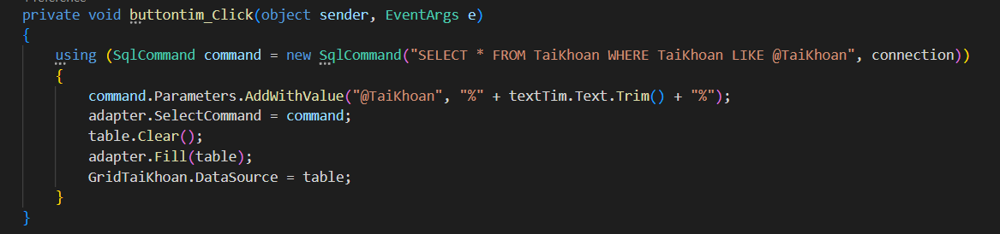 private void buttontim_Click(object sender, EventArgs e)
{
using (SqlCommand command = new SqlCommand("SELECT * FROM TaiKhoan WHERE TaiKhoan LIKE @TaiKhoan", connection))
{
command.Parameters.AddWithValue("@TaiKhoan", "%" + textTim.Text.Trim() + "%");
adapter.SelectCommand = command;
table.Clear();
adapter.Fill(table);
GridTaiKhoan.DataSource = table;
}
}